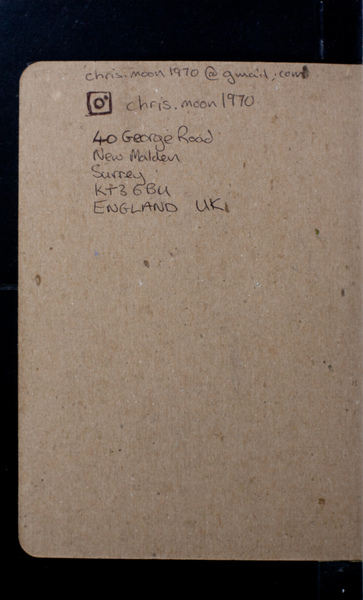 chris.moon1970@gmail.com
chris.moon1970
40 George Road
New Malden
Surrey
KT3 6BU
ENGLAND UK